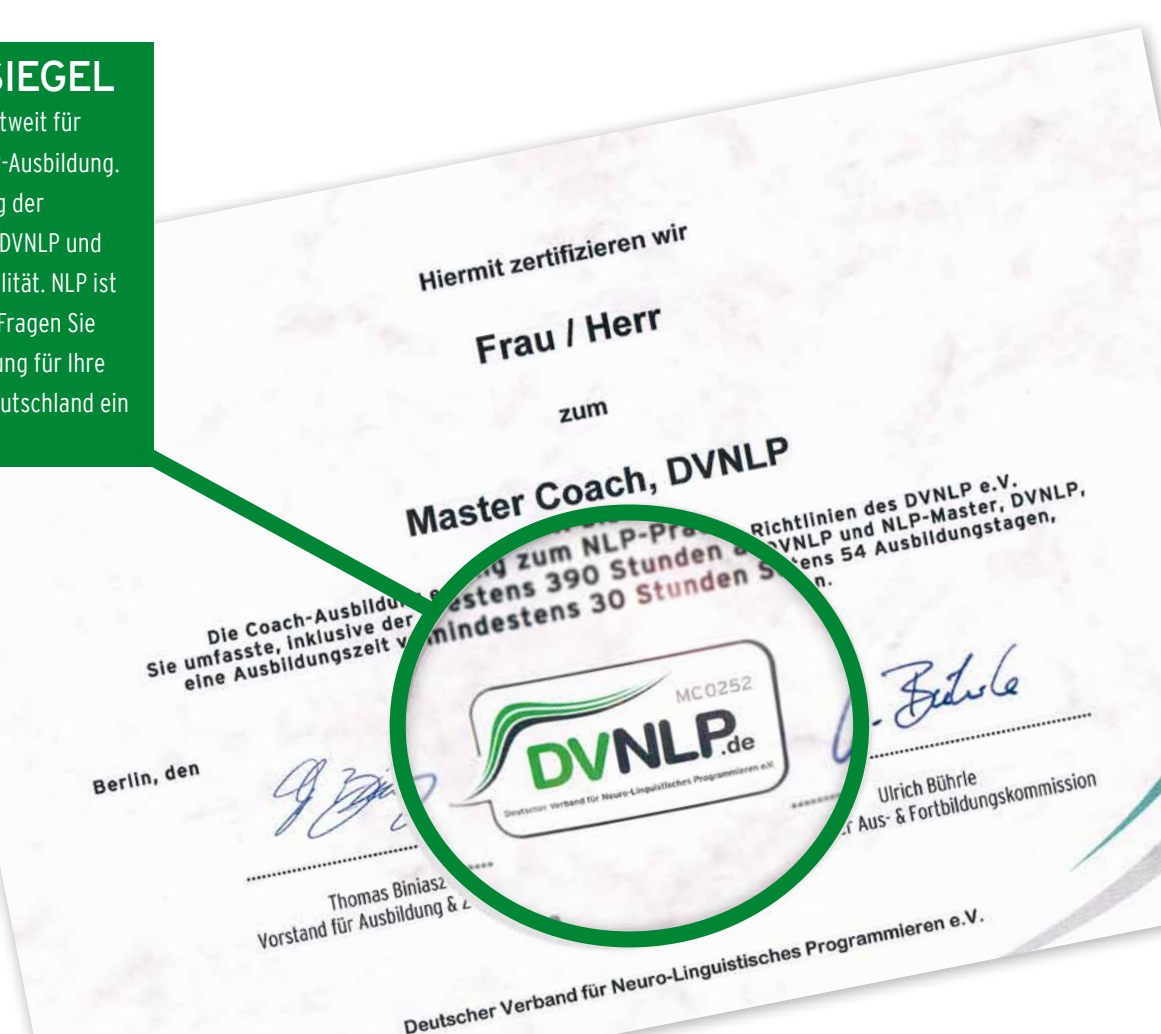 SIEGEL
tweit für
-Ausbildung.
g der
DVNLP und
lität. NLP ist
Fragen Sie
ung für Ihre
utschland ein
Hiermit zertifizieren wir
Frau / Herr
zum
Master Coach, DVNLP
Richtlinien des DVNLP e.V.
Die Coach-Ausbildu
zum NLP-Pra
VNLP und NLP-Master, DVNLP,
Sie umfasste, inklusive der
estens 390 Stunden
tens 54 Ausbildungstagen,
eine Ausbildungszeit v
mindestens 30 Stunden
n.
MC0252
DVNLP.de
Deutscher Verband für Neuro-Linguistisches Programmieren e.V.
Berlin, den
Thomas Biniasz
Vorstand für Ausbildung &
Ulrich Bührle
r Aus- & Fortbildungskommission
Deutscher Verband für Neuro-Linguistisches Programmieren e.V.